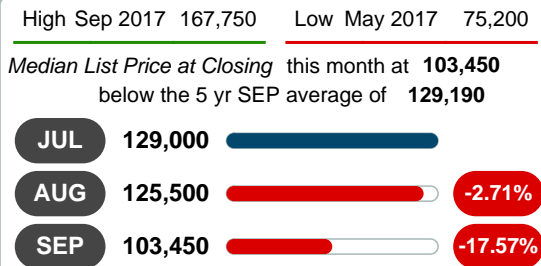 High Sep 2017 167,750 Low May 2017 75,200
Median List Price at Closing this month at 103,450
below the 5 yr SEP average of 129,190
JUL 129,000
AUG 125,500 -2.71%
SEP 103,450 -17.57%